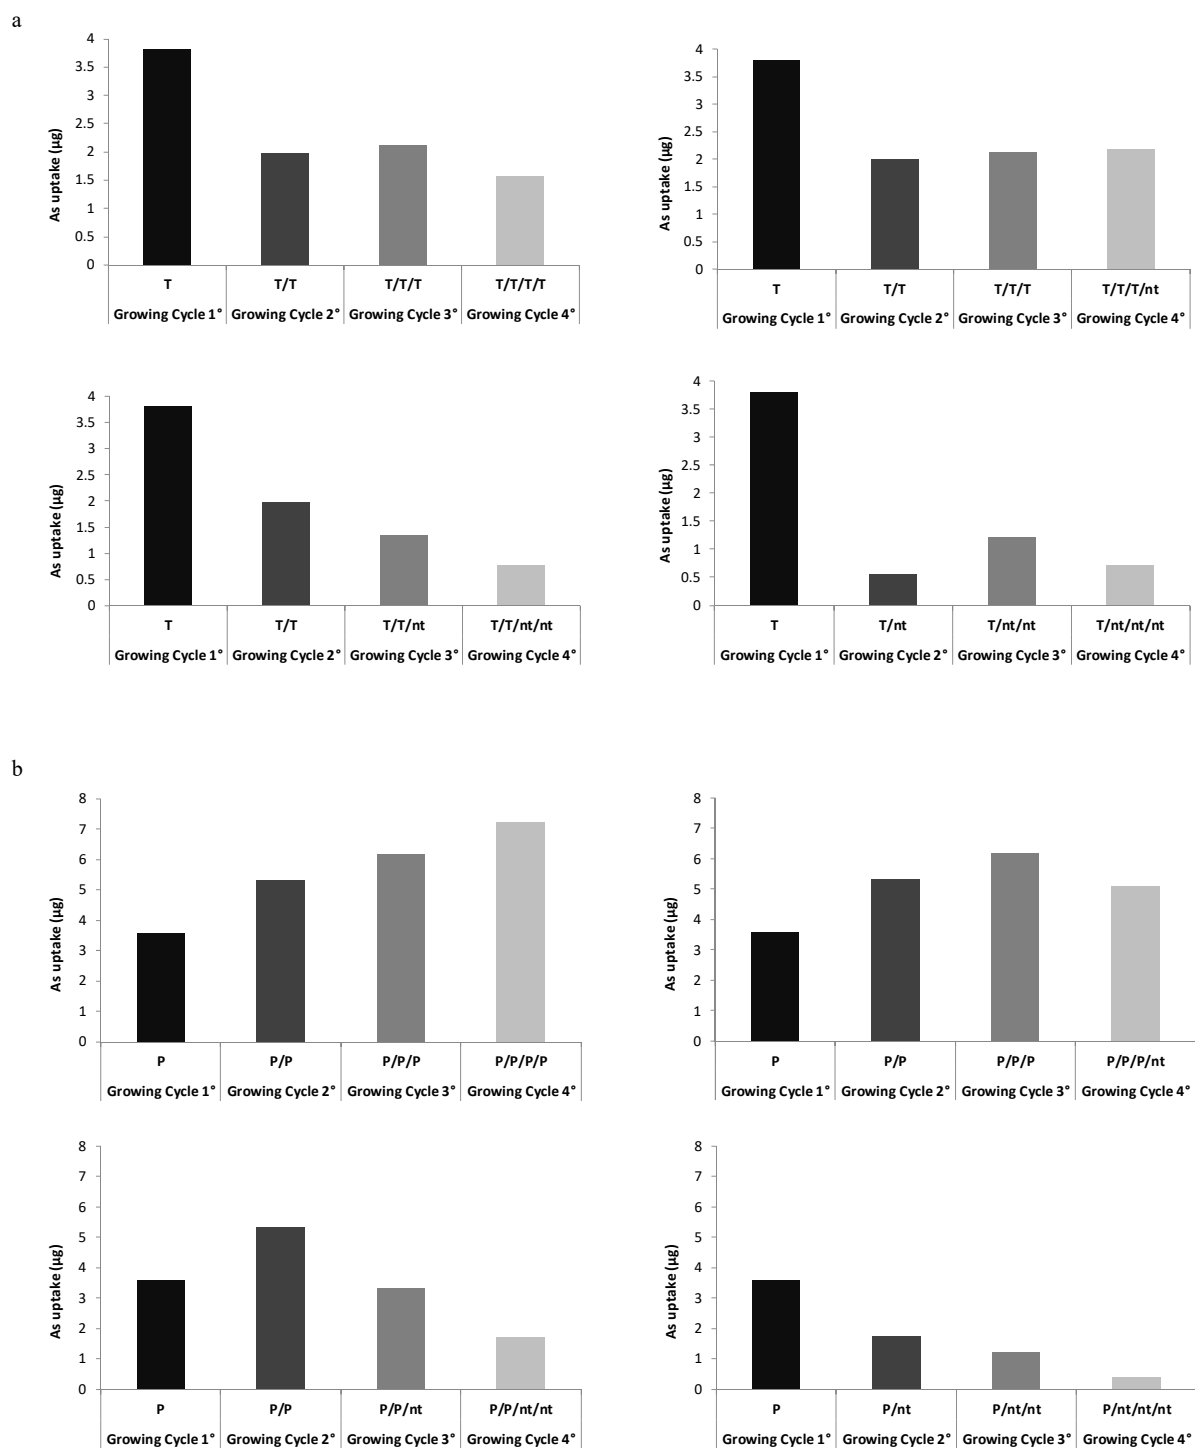 a
As uptake (µg)
4
3.5
3
2.5
2
1.5
1
0.5
0
T T/T T/T/T T/T/T/T
Growing Cycle 1° Growing Cycle 2° Growing Cycle 3° Growing Cycle 4°
As uptake (µg)
4
3.5
3
2.5
2
1.5
1
0.5
0
T T/T T/T/T T/T/T/nt
Growing Cycle 1° Growing Cycle 2° Growing Cycle 3° Growing Cycle 4°
As uptake (µg)
4
3.5
3
2.5
2
1.5
1
0.5
0
T T/T T/T/nt T/T/nt/nt
Growing Cycle 1° Growing Cycle 2° Growing Cycle 3° Growing Cycle 4°
As uptake (µg)
4
3.5
3
2.5
2
1.5
1
0.5
0
T T/nt T/nt/nt T/nt/nt/nt
Growing Cycle 1° Growing Cycle 2° Growing Cycle 3° Growing Cycle 4°
b
As uptake (µg)
8
7
6
5
4
3
2
1
0
P P/P P/P/P P/P/P/P
Growing Cycle 1° Growing Cycle 2° Growing Cycle 3° Growing Cycle 4°
As uptake (µg)
8
7
6
5
4
3
2
1
0
P P/P P/P/P P/P/P/nt
Growing Cycle 1° Growing Cycle 2° Growing Cycle 3° Growing Cycle 4°
As uptake (µg)
8
7
6
5
4
3
2
1
0
P P/P P/P/nt P/P/nt/nt
Growing Cycle 1° Growing Cycle 2° Growing Cycle 3° Growing Cycle 4°
As uptake (µg)
8
7
6
5
4
3
2
1
0
P P/nt P/nt/nt P/nt/nt/nt
Growing Cycle 1° Growing Cycle 2° Growing Cycle 3° Growing Cycle 4°